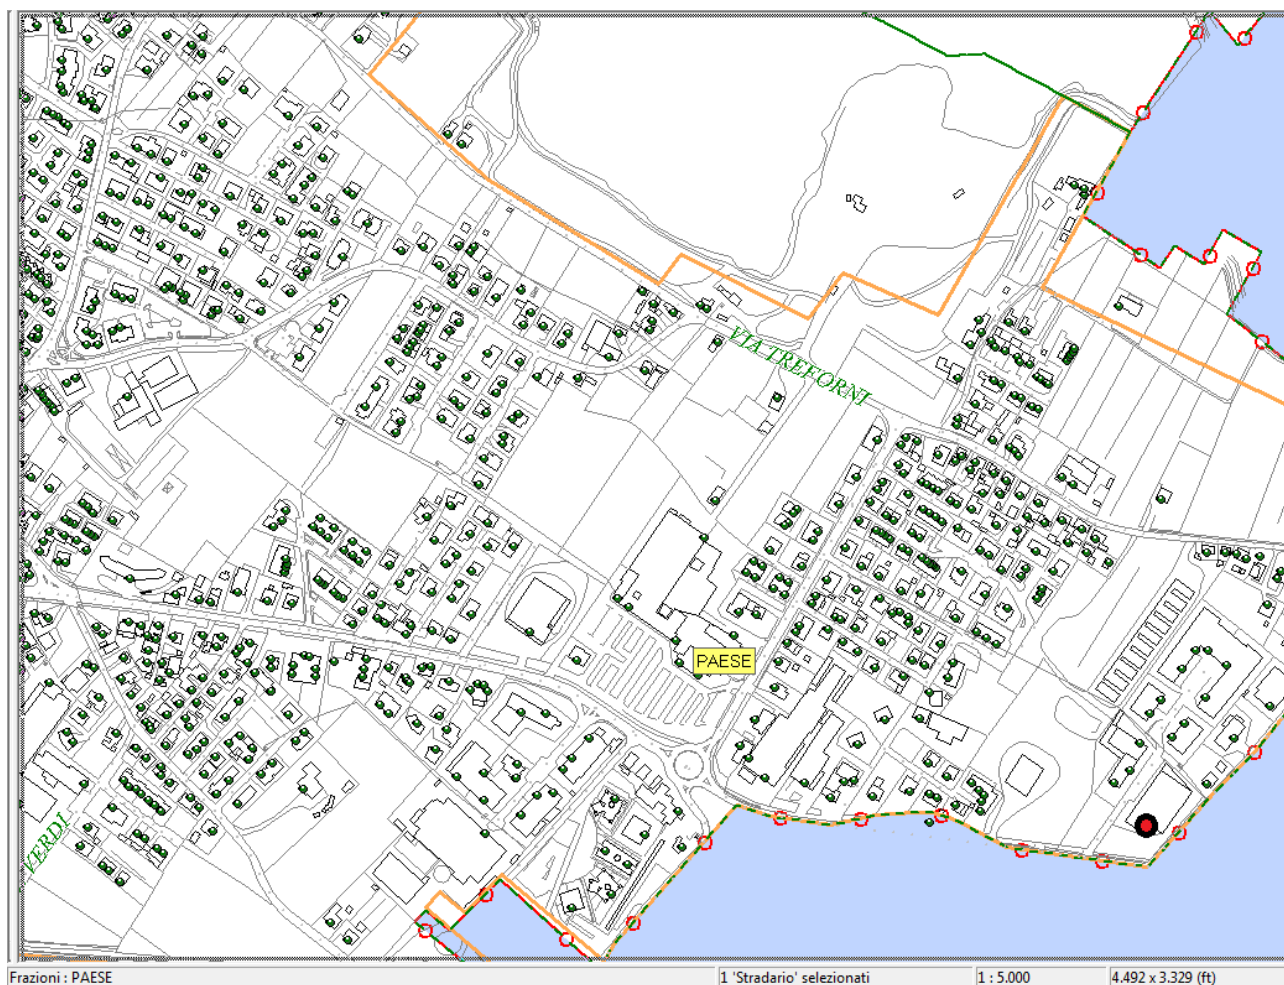 VIA TREFORNI
PAESE
VERDI
Frazioni : PAESE
1 'Stradario' selezionati
1 : 5.000
4.492 x 3.329 (ft)